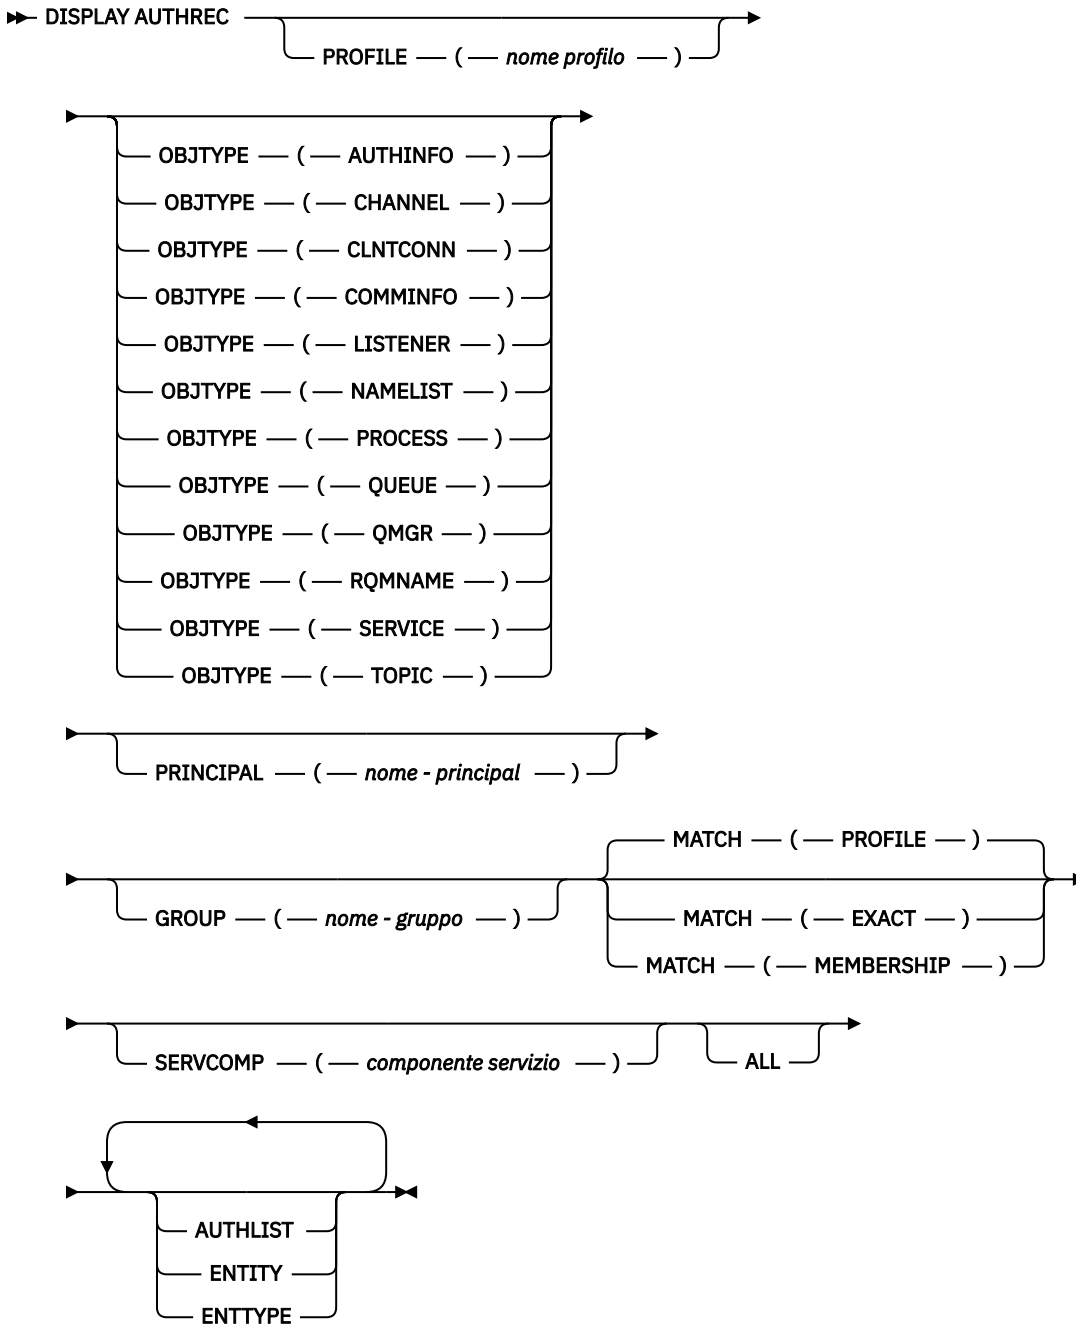 DISPLAY AUTHREC
PROFILE ( nome profilo )
OBJTYPE ( AUTHINFO )
OBJTYPE ( CHANNEL )
OBJTYPE ( CLNTCONN )
OBJTYPE ( COMMINFO )
OBJTYPE ( LISTENER )
OBJTYPE ( NAMELIST )
OBJTYPE ( PROCESS )
OBJTYPE ( QUEUE )
OBJTYPE ( QMGR )
OBJTYPE ( RQMNAME )
OBJTYPE ( SERVICE )
OBJTYPE ( TOPIC )
PRINCIPAL ( nome - principal )
MATCH ( PROFILE )
GROUP ( nome - gruppo ) MATCH ( EXACT )
MATCH ( MEMBERSHIP )
SERVCOMP ( componente servizio ) ALL
AUTHLIST
ENTITY
ENTTYPE